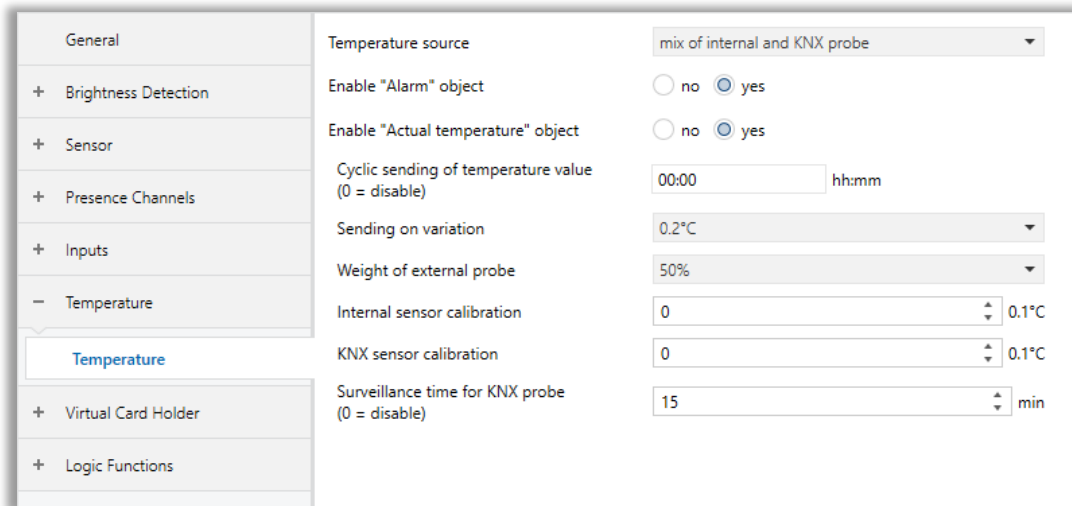 General
Brightness Detection
Sensor
Presence Channels
Inputs
Temperature
Temperature
Virtual Card Holder
Logic Functions
Temperature source mix of internal and KNX probe
Enable "Alarm" object no yes
Enable "Actual temperature" object no yes
Cyclic sending of temperature value
(0 = disable) 00:00 hh:mm
Sending on variation 0.2°C
Weight of external probe 50%
Internal sensor calibration 0 0.1°C
KNX sensor calibration 0 0.1°C
Surveillance time for KNX probe
(0 = disable) 15 min